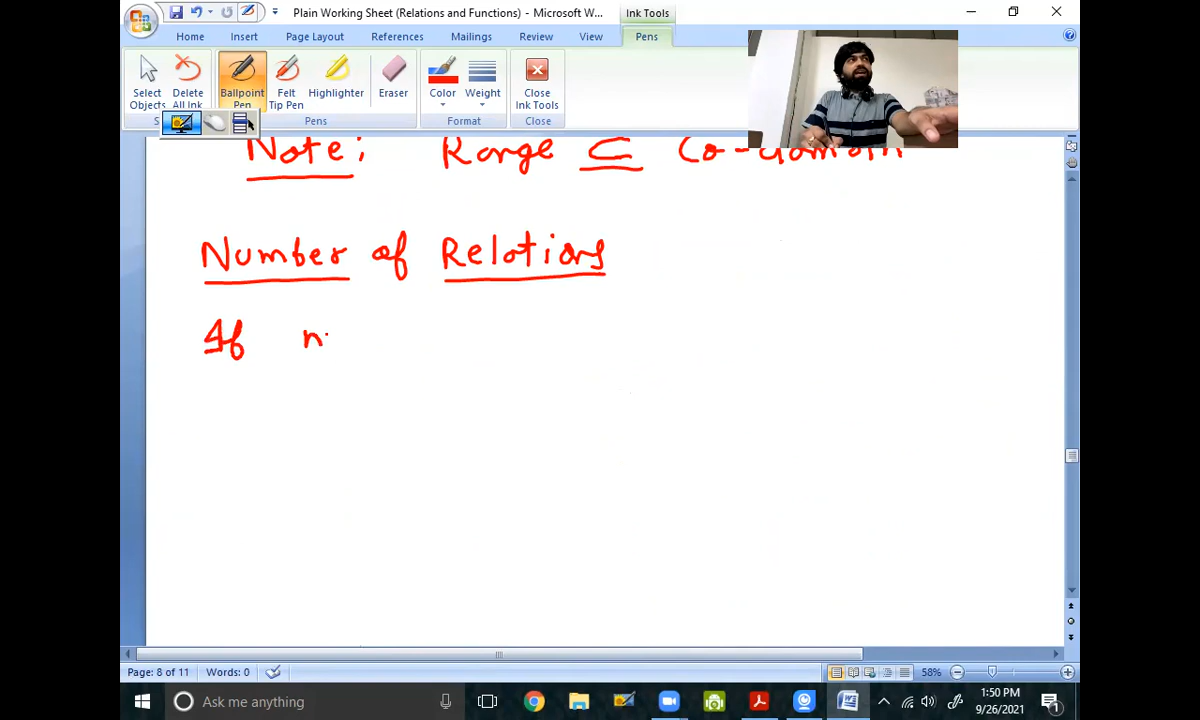 Plain Working Sheet (Relations and Functions) - Microsoft W...
Ink Tools
Home Insert Page Layout References Mailings Review View Pens
Select Objects
Delete All Ink
Ballpoint Pen
Felt Tip Pen
Highlighter
Eraser
Color
Weight
Close Ink Tools
Pens
Format
Close
Note: Range ⊂ Co-domain
Number of Relations
If n
Page: 8 of 11 Words: 0 58%
Ask me anything
1:50 PM
9/26/2021